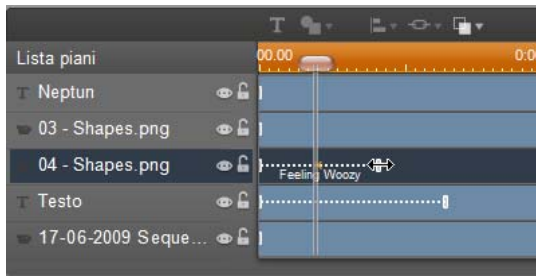 Lista piani
00.00
0:0
Neptun
03 - Shapes.png
04 - Shapes.png
Feeling Woozy
Testo
17-06-2009 Seque...